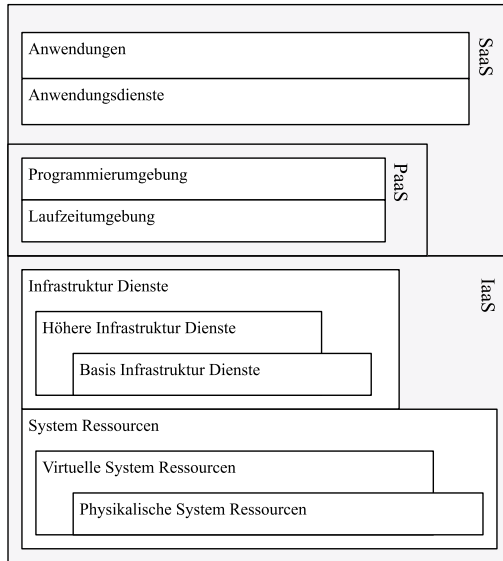 SaaS
Anwendungen
Anwendungsdienste
PaaS
Programmierumgebung
Laufzeitumgebung
IaaS
Infrastruktur Dienste
Höhere Infrastruktur Dienste
Basis Infrastruktur Dienste
System Ressourcen
Virtuelle System Ressourcen
Physikalische System Ressourcen